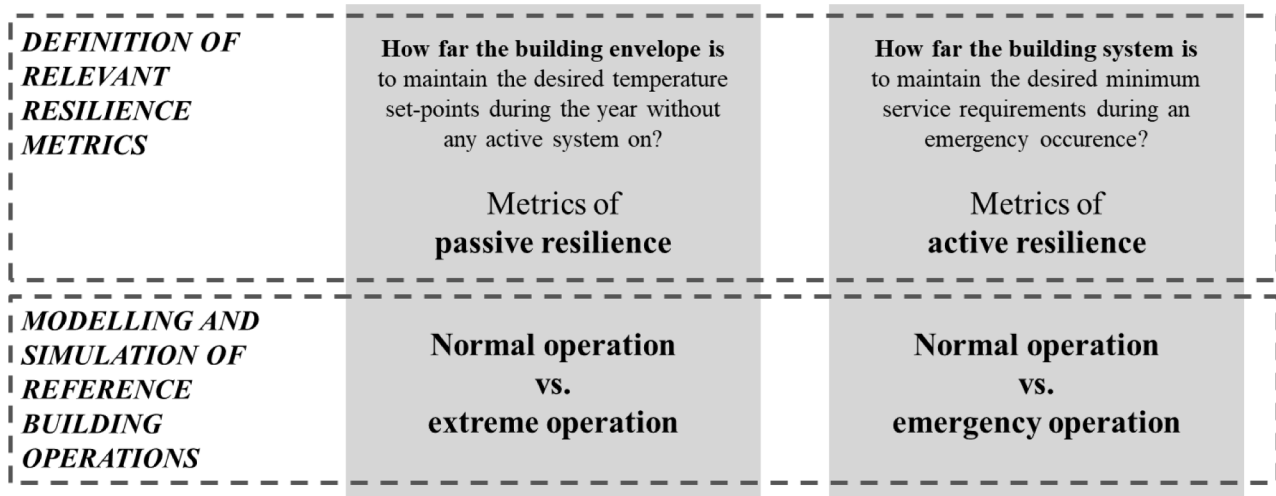 DEFINITION OF
RELEVANT
RESILIENCE
METRICS
How far the building envelope is
to maintain the desired temperature
set-points during the year without
any active system on?
Metrics of
passive resilience
How far the building system is
to maintain the desired minimum
service requirements during an
emergency occurence?
Metrics of
active resilience
MODELLING AND
SIMULATION OF
REFERENCE
BUILDING
OPERATIONS
Normal operation
vs.
extreme operation
Normal operation
vs.
emergency operation